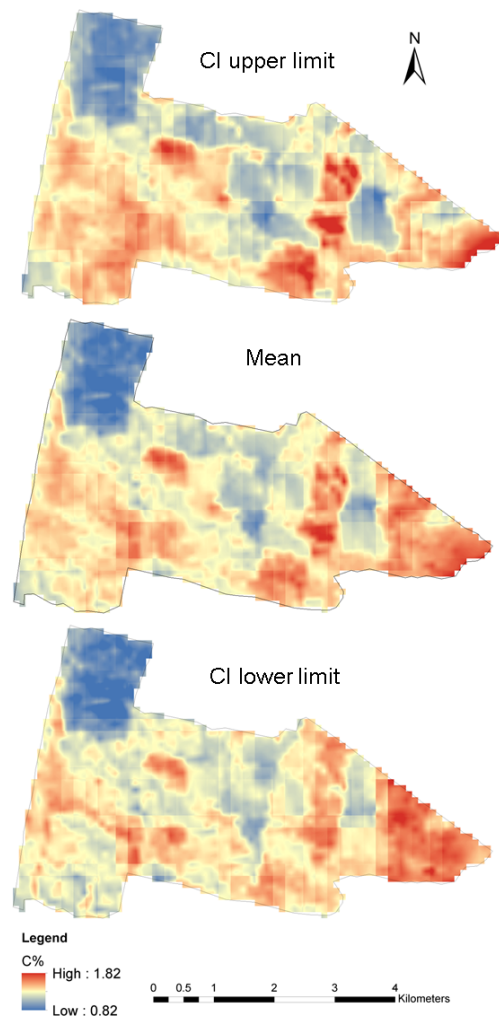 CI upper limit
N
Mean
CI lower limit
Legend
C%
High : 1.82
Low : 0.82
0 0.5 1 2 3 4
Kilometers